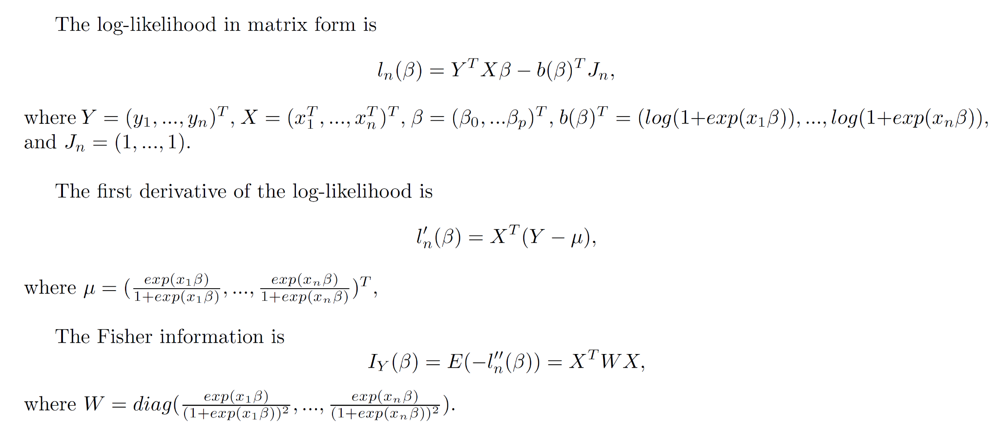 The log-likelihood in matrix form is
$l_n(\beta) = Y^T X\beta - b(\beta)^T J_n,$
where $Y = (y_1, ..., y_n)^T$, $X = (x_1^T, ..., x_n^T)^T$, $\beta = (\beta_0, ...\beta_p)^T$, $b(\beta)^T = (log(1+exp(x_1\beta)), ..., log(1+exp(x_n\beta)),$
and $J_n = (1, ..., 1)$.
The first derivative of the log-likelihood is
$l_n'(\beta) = X^T(Y - \mu),$
where $\mu = (\frac{exp(x_1\beta)}{1+exp(x_1\beta)}, ..., \frac{exp(x_n\beta)}{1+exp(x_n\beta)})^T$,
The Fisher information is
$I_Y(\beta) = E(-l_n''(\beta)) = X^T W X,$
where $W = diag(\frac{exp(x_1\beta)}{(1+exp(x_1\beta))^2}, ..., \frac{exp(x_n\beta)}{(1+exp(x_n\beta))^2})$.